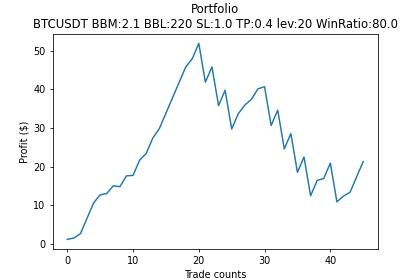 Portfolio
BTCUSDT BBM:2.1 BBL:220 SL:1.0 TP:0.4 lev:20 WinRatio:80.0
Profit ($)
50
40
30
20
10
0
0 10 20 30 40
Trade counts